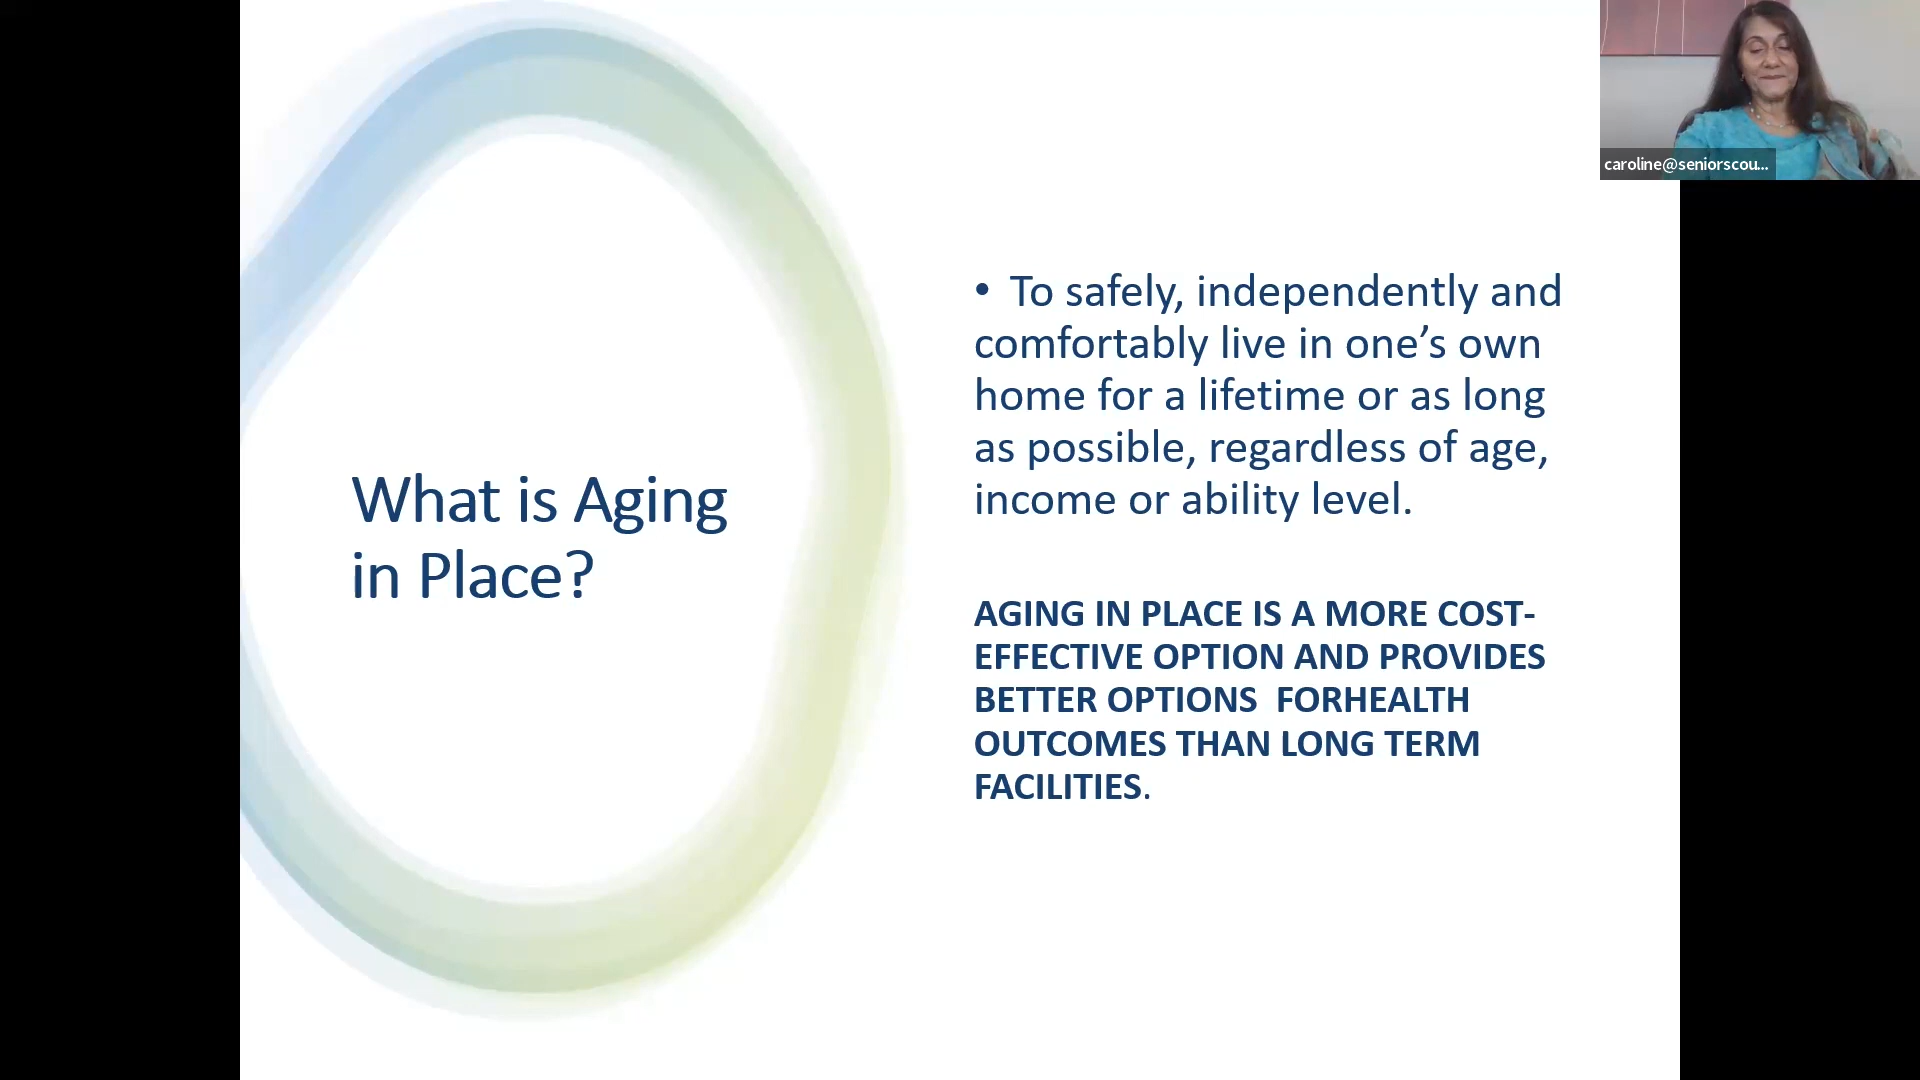 caroline@seniorscou...
What is Aging
in Place?
• To safely, independently and
comfortably live in one’s own
home for a lifetime or as long
as possible, regardless of age,
income or ability level.
AGING IN PLACE IS A MORE COST-
EFFECTIVE OPTION AND PROVIDES
BETTER OPTIONS  FORHEALTH
OUTCOMES THAN LONG TERM
FACILITIES.